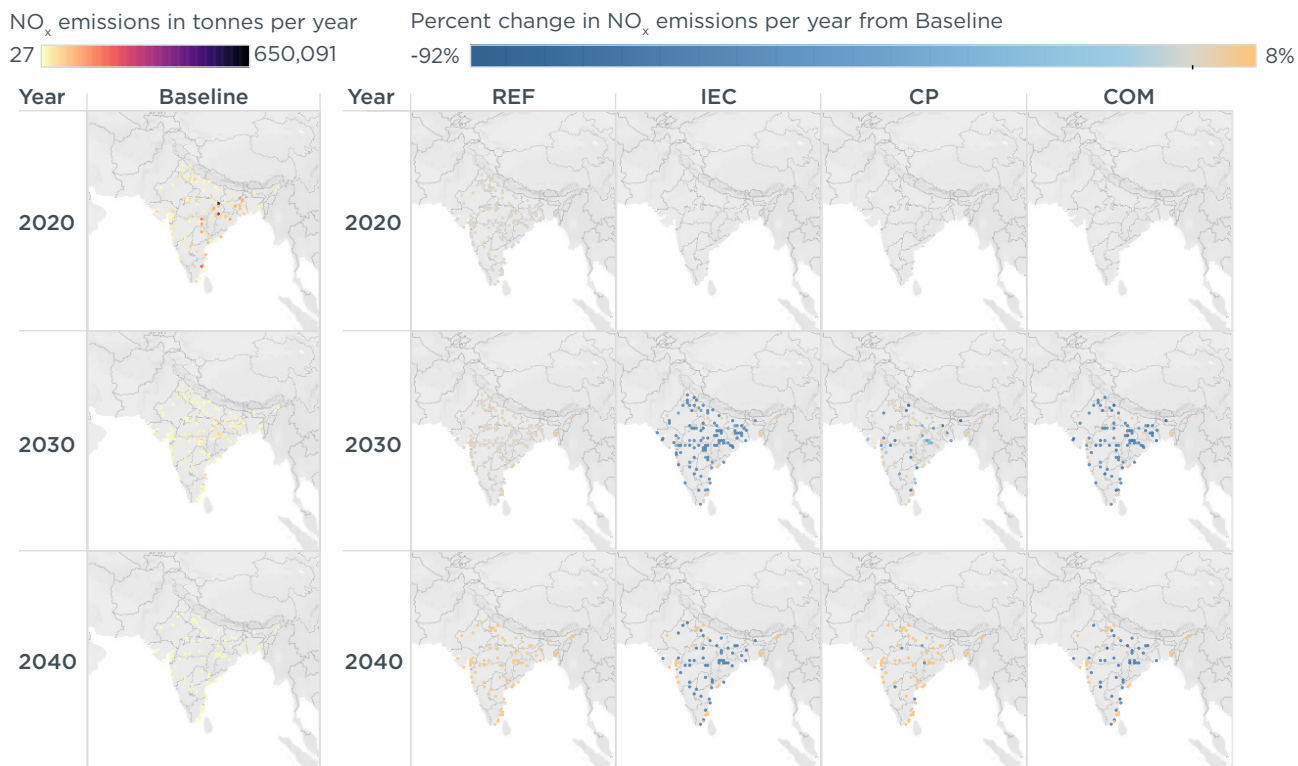 NOx emissions in tonnes per year
27 650,091
Percent change in NOx emissions per year from Baseline
-92% 8%
Year Baseline Year REF IEC CP COM
2020 2020
2030 2030
2040 2040